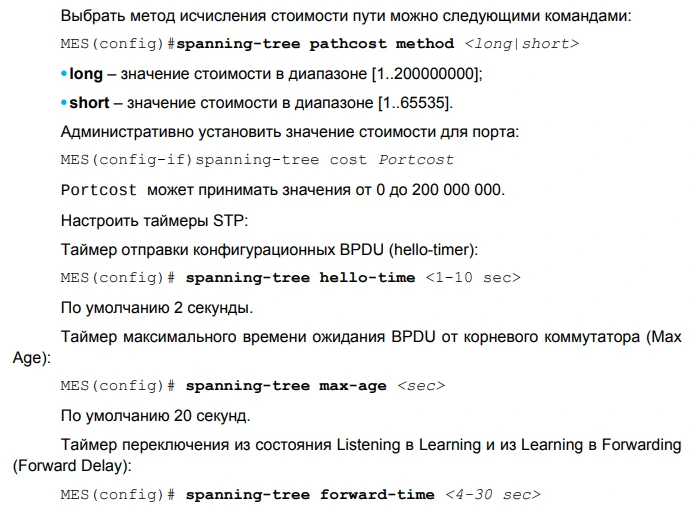 Выбрать метод исчисления стоимости пути можно следующими командами:
MES(config)#spanning-tree pathcost method <long|short>
•long – значение стоимости в диапазоне [1..200000000];
•short – значение стоимости в диапазоне [1..65535].
Административно установить значение стоимости для порта:
MES(config-if)spanning-tree cost Portcost
Portcost может принимать значения от 0 до 200 000 000.
Настроить таймеры STP:
Таймер отправки конфигурационных BPDU (hello-timer):
MES(config)# spanning-tree hello-time <1-10 sec>
По умолчанию 2 секунды.
Таймер максимального времени ожидания BPDU от корневого коммутатора (Max
Age):
MES(config)# spanning-tree max-age <sec>
По умолчанию 20 секунд.
Таймер переключения из состояния Listening в Learning и из Learning в Forwarding
(Forward Delay):
MES(config)# spanning-tree forward-time <4-30 sec>